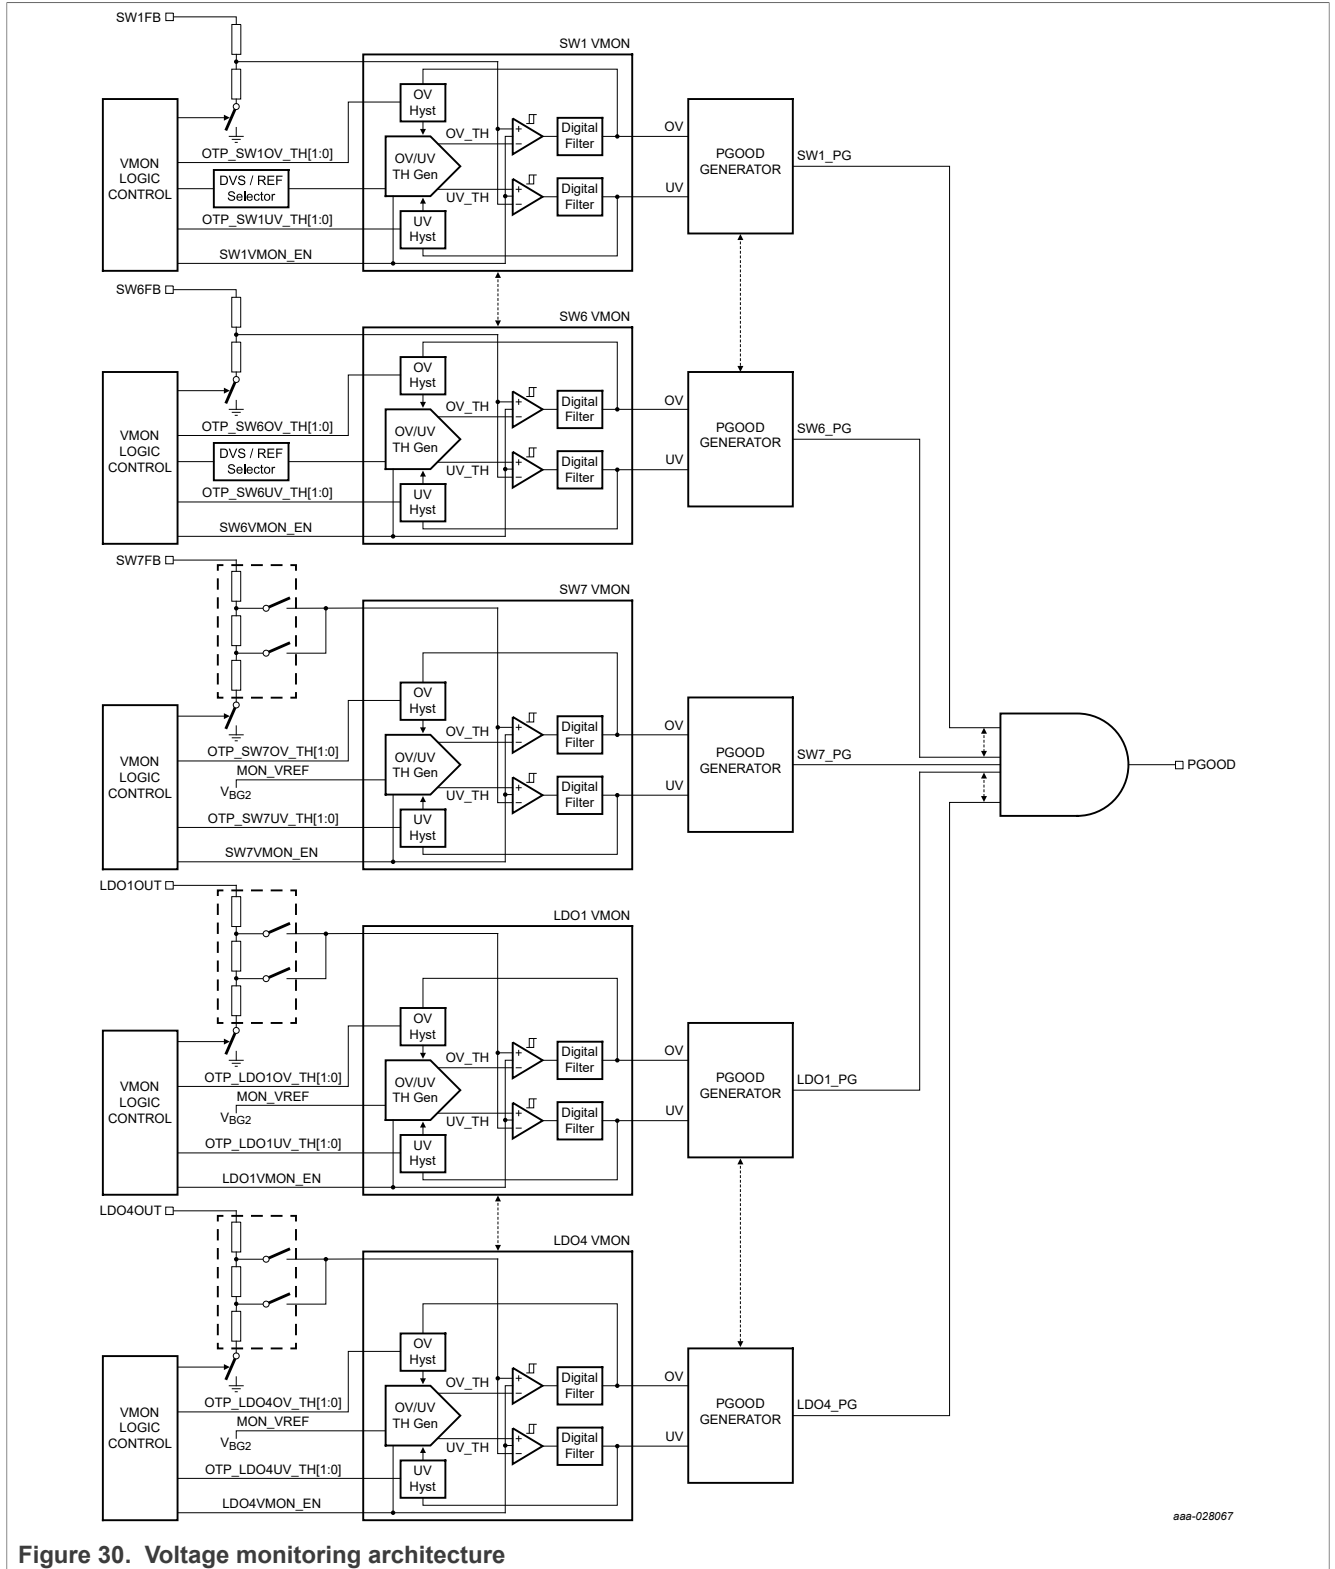 SW1FB
SW1 VMON
VMON
LOGIC
CONTROL
OTP_SW1OV_TH[1:0]
DVS / REF
Selector
OTP_SW1UV_TH[1:0]
SW1VMON_EN
OV
Hyst
OV/UV
TH Gen
UV
Hyst
OV_TH
UV_TH
+
−
+
−
Digital
Filter
Digital
Filter
OV
UV
PGOOD
GENERATOR
SW1_PG
SW6FB
SW6 VMON
VMON
LOGIC
CONTROL
OTP_SW6OV_TH[1:0]
DVS / REF
Selector
OTP_SW6UV_TH[1:0]
SW6VMON_EN
OV
Hyst
OV/UV
TH Gen
UV
Hyst
OV_TH
UV_TH
+
−
+
−
Digital
Filter
Digital
Filter
OV
UV
PGOOD
GENERATOR
SW6_PG
SW7FB
SW7 VMON
VMON
LOGIC
CONTROL
OTP_SW7OV_TH[1:0]
MON_VREF
VBG2
OTP_SW7UV_TH[1:0]
SW7VMON_EN
OV
Hyst
OV/UV
TH Gen
UV
Hyst
OV_TH
UV_TH
+
−
+
−
Digital
Filter
Digital
Filter
OV
UV
PGOOD
GENERATOR
SW7_PG
PGOOD
LDO1OUT
LDO1 VMON
VMON
LOGIC
CONTROL
OTP_LDO1OV_TH[1:0]
MON_VREF
VBG2
OTP_LDO1UV_TH[1:0]
LDO1VMON_EN
OV
Hyst
OV/UV
TH Gen
UV
Hyst
OV_TH
UV_TH
+
−
+
−
Digital
Filter
Digital
Filter
OV
UV
PGOOD
GENERATOR
LDO1_PG
LDO4OUT
LDO4 VMON
VMON
LOGIC
CONTROL
OTP_LDO4OV_TH[1:0]
MON_VREF
VBG2
OTP_LDO4UV_TH[1:0]
LDO4VMON_EN
OV
Hyst
OV/UV
TH Gen
UV
Hyst
OV_TH
UV_TH
+
−
+
−
Digital
Filter
Digital
Filter
OV
UV
PGOOD
GENERATOR
LDO4_PG
aaa-028067
Figure 30. Voltage monitoring architecture